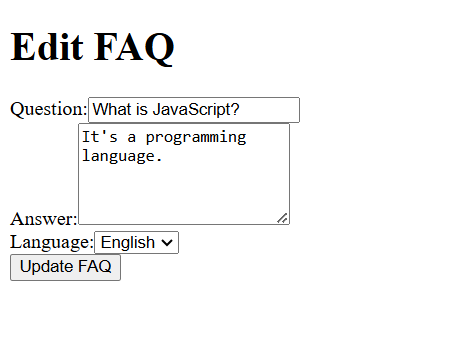 Edit FAQ
Question: What is JavaScript?
It's a programming
language.
Answer:
Language: English
Update FAQ